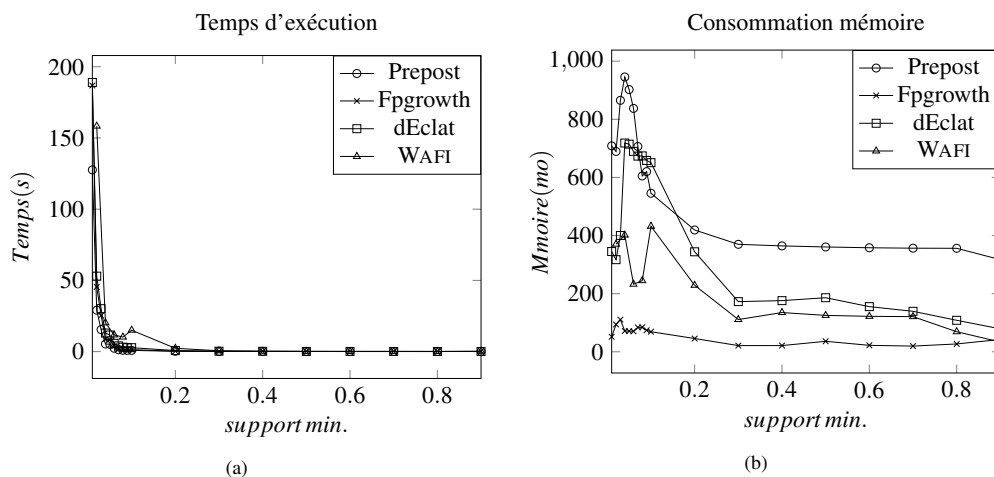 Temps d'exécution
200
150
100
50
0
0.2 0.4 0.6 0.8
Temps(s)
support min.
Prepost
Fpgrowth
dEclat
WAFI
(a)
Consommation mémoire
1,000
800
600
400
200
0
0.2 0.4 0.6 0.8
Mmoire(mo)
support min.
Prepost
Fpgrowth
dEclat
WAFI
(b)